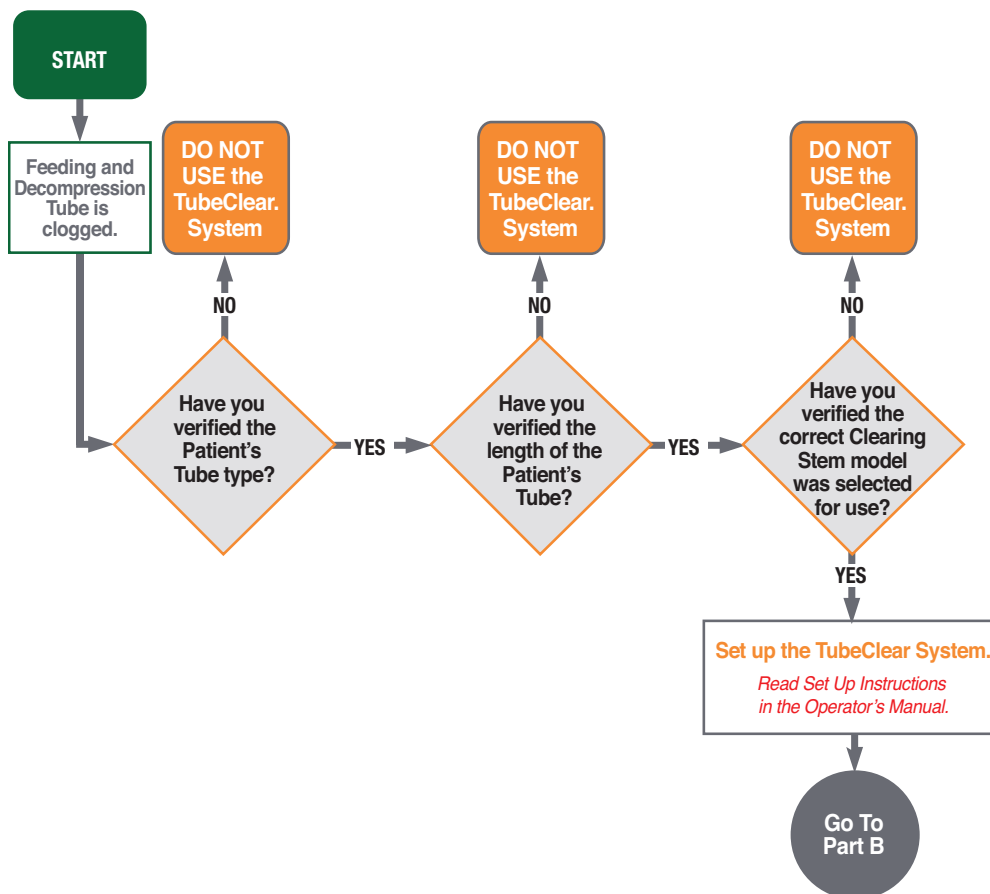 START
Feeding and
Decompression
Tube is
clogged.
DO NOT
USE the
TubeClear.
System
NO
Have you
verified the
Patient's
Tube type?
YES
DO NOT
USE the
TubeClear.
System
NO
Have you
verified the
length of the
Patient's
Tube?
YES
DO NOT
USE the
TubeClear.
System
NO
Have you
verified the
correct Clearing
Stem model
was selected
for use?
YES
Set up the TubeClear System.
Read Set Up Instructions
in the Operator's Manual.
Go To
Part B